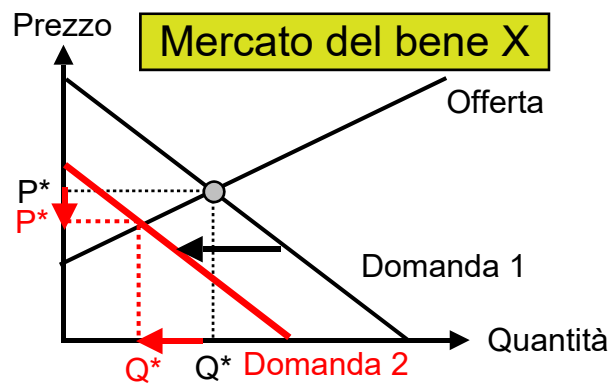 Prezzo
Mercato del bene X
Offerta
P*
P*
Domanda 1
Quantità
Q*
Q*
Domanda 2